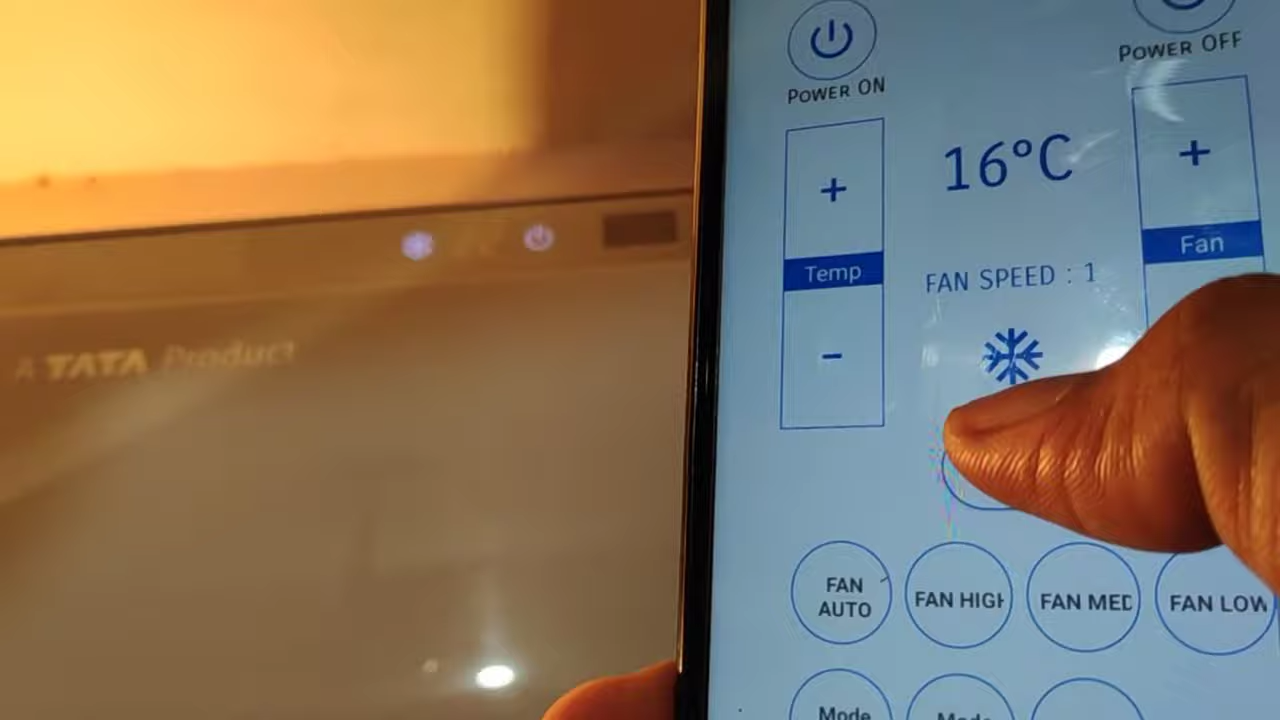 A TATA Product
POWER ON
POWER OFF
+
16°C
+
Temp
Fan
FAN SPEED : 1
-
FAN AUTO
FAN HIGH
FAN MED
FAN LOW
Mode
Mode